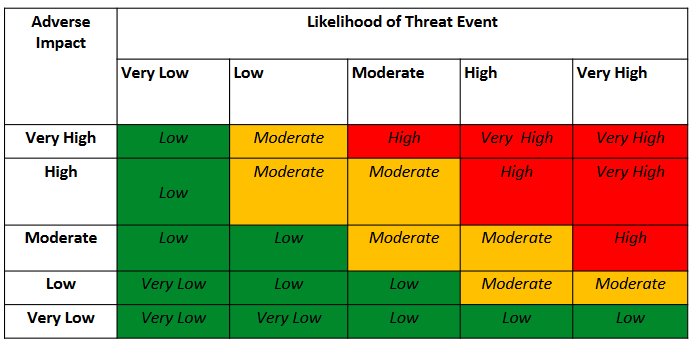 Adverse Impact Likelihood of Threat Event
Very Low Low Moderate High Very High
Very High Low Moderate High Very High Very High
High Low Moderate Moderate High Very High
Moderate Low Low Moderate Moderate High
Low Very Low Low Low Moderate Moderate
Very Low Very Low Very Low Low Low Low